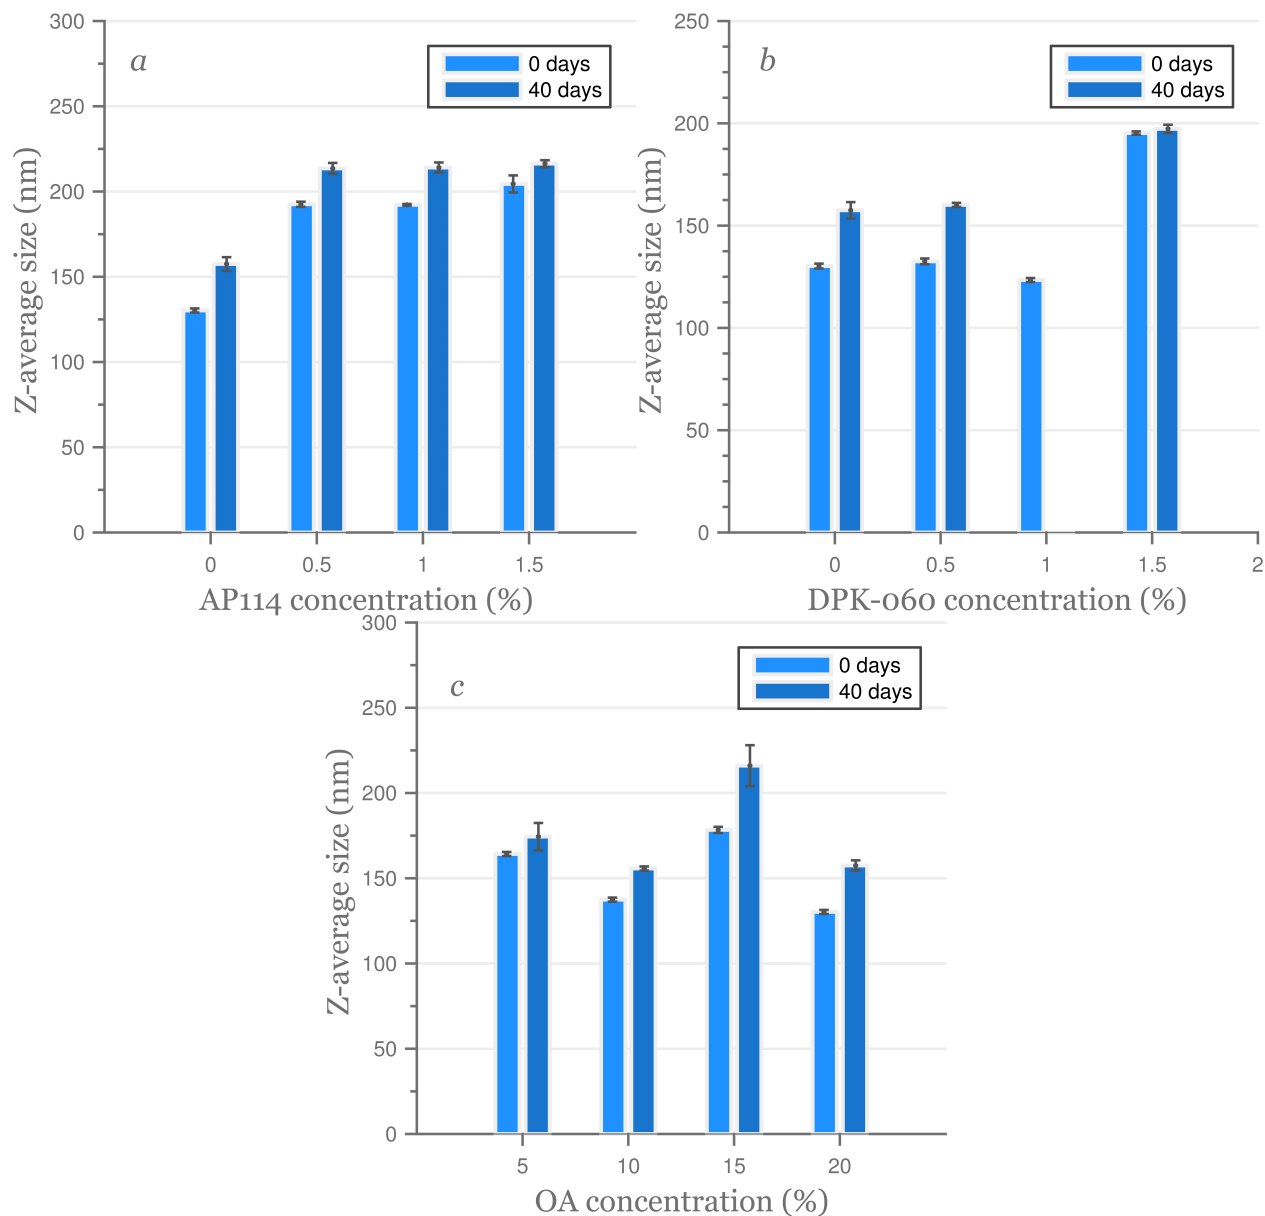 a
0 days
40 days
300
250
200
150
100
50
0
Z-average size (nm)
0 0.5 1 1.5
AP114 concentration (%)
b
0 days
40 days
250
200
150
100
50
0
Z-average size (nm)
0 0.5 1 1.5 2
DPK-060 concentration (%)
c
0 days
40 days
300
250
200
150
100
50
0
Z-average size (nm)
5 10 15 20
OA concentration (%)